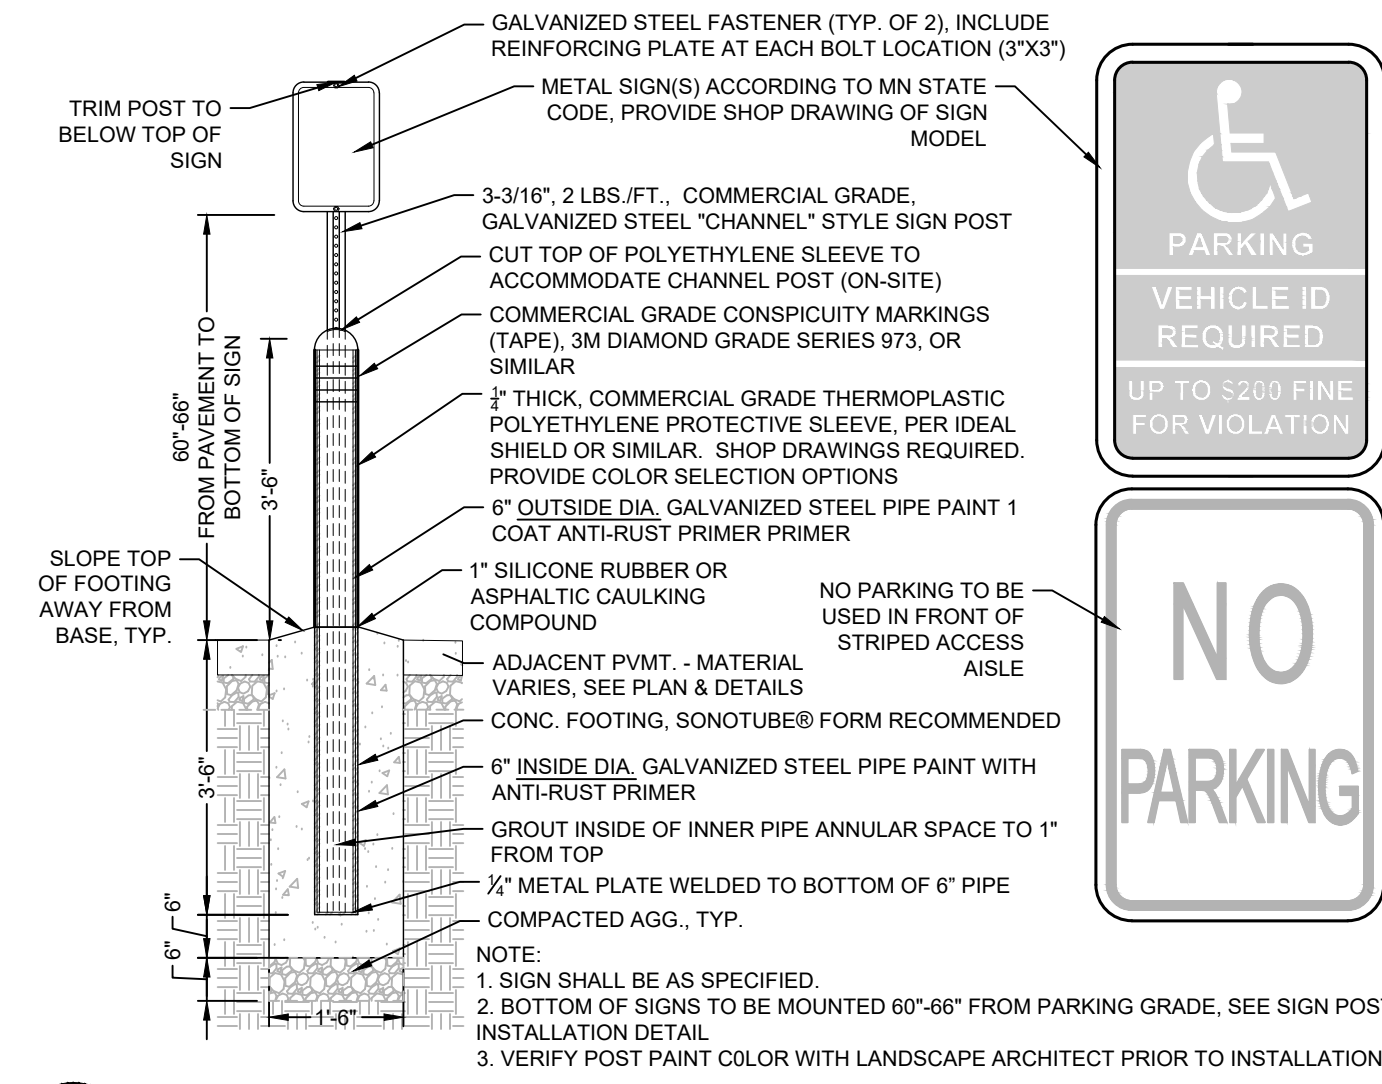 GALVANIZED STEEL FASTENER (TYP. OF 2), INCLUDE
REINFORCING PLATE AT EACH BOLT LOCATION (3"X3")
TRIM POST TO
BELOW TOP OF
SIGN
METAL SIGN(S) ACCORDING TO MN STATE
CODE, PROVIDE SHOP DRAWING OF SIGN
MODEL
3-3/16", 2 LBS./FT., COMMERCIAL GRADE,
GALVANIZED STEEL "CHANNEL" STYLE SIGN POST
CUT TOP OF POLYETHYLENE SLEEVE TO
ACCOMMODATE CHANNEL POST (ON-SITE)
COMMERCIAL GRADE CONSPICUITY MARKINGS
(TAPE), 3M DIAMOND GRADE SERIES 973, OR
SIMILAR
1/4" THICK, COMMERCIAL GRADE THERMOPLASTIC
POLYETHYLENE PROTECTIVE SLEEVE, PER IDEAL
SHIELD OR SIMILAR. SHOP DRAWINGS REQUIRED.
PROVIDE COLOR SELECTION OPTIONS
6" OUTSIDE DIA. GALVANIZED STEEL PIPE PAINT 1
COAT ANTI-RUST PRIMER PRIMER
60"-66"
FROM PAVEMENT TO
BOTTOM OF SIGN
3'-6"
SLOPE TOP
OF FOOTING
AWAY FROM
BASE, TYP.
1" SILICONE RUBBER OR
ASPHALTIC CAULKING
COMPOUND
NO PARKING TO BE
USED IN FRONT OF
STRIPED ACCESS
AISLE
ADJACENT PVMT. - MATERIAL
VARIES, SEE PLAN & DETAILS
CONC. FOOTING, SONOTUBE® FORM RECOMMENDED
6" INSIDE DIA. GALVANIZED STEEL PIPE PAINT WITH
ANTI-RUST PRIMER
GROUT INSIDE OF INNER PIPE ANNULAR SPACE TO 1"
FROM TOP
1/4" METAL PLATE WELDED TO BOTTOM OF 6” PIPE
COMPACTED AGG., TYP.
3'-6"
6"
6"
1'-6"
NOTE:
1. SIGN SHALL BE AS SPECIFIED.
2. BOTTOM OF SIGNS TO BE MOUNTED 60"-66" FROM PARKING GRADE, SEE SIGN POST
INSTALLATION DETAIL
3. VERIFY POST PAINT C0LOR WITH LANDSCAPE ARCHITECT PRIOR TO INSTALLATION
PARKING
VEHICLE ID
REQUIRED
UP TO $200 FINE
FOR VIOLATION
NO
PARKING